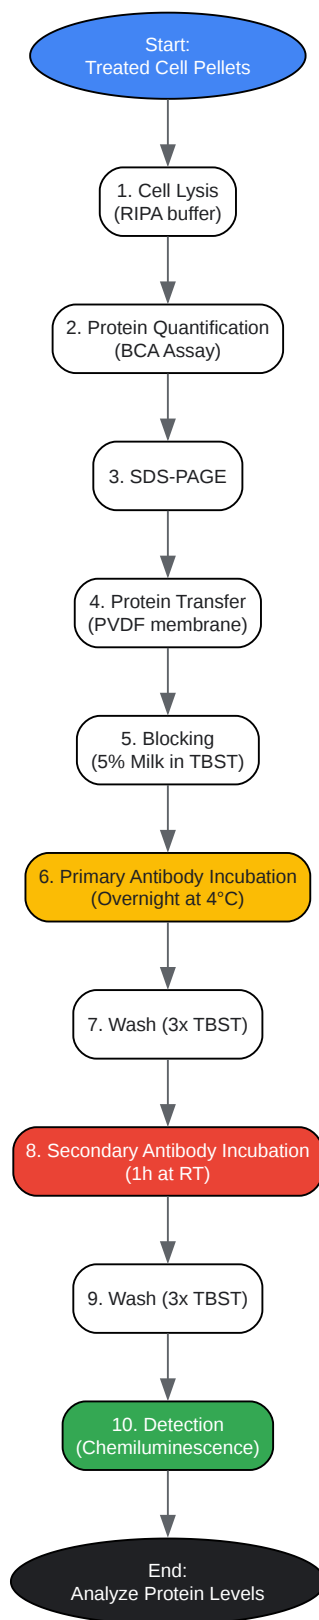 Start:
Treated Cell Pellets
1. Cell Lysis
(RIPA buffer)
2. Protein Quantification
(BCA Assay)
3. SDS-PAGE
4. Protein Transfer
(PVDF membrane)
5. Blocking
(5% Milk in TBST)
6. Primary Antibody Incubation
(Overnight at 4°C)
7. Wash (3x TBST)
8. Secondary Antibody Incubation
(1h at RT)
9. Wash (3x TBST)
10. Detection
(Chemiluminescence)
End:
Analyze Protein Levels